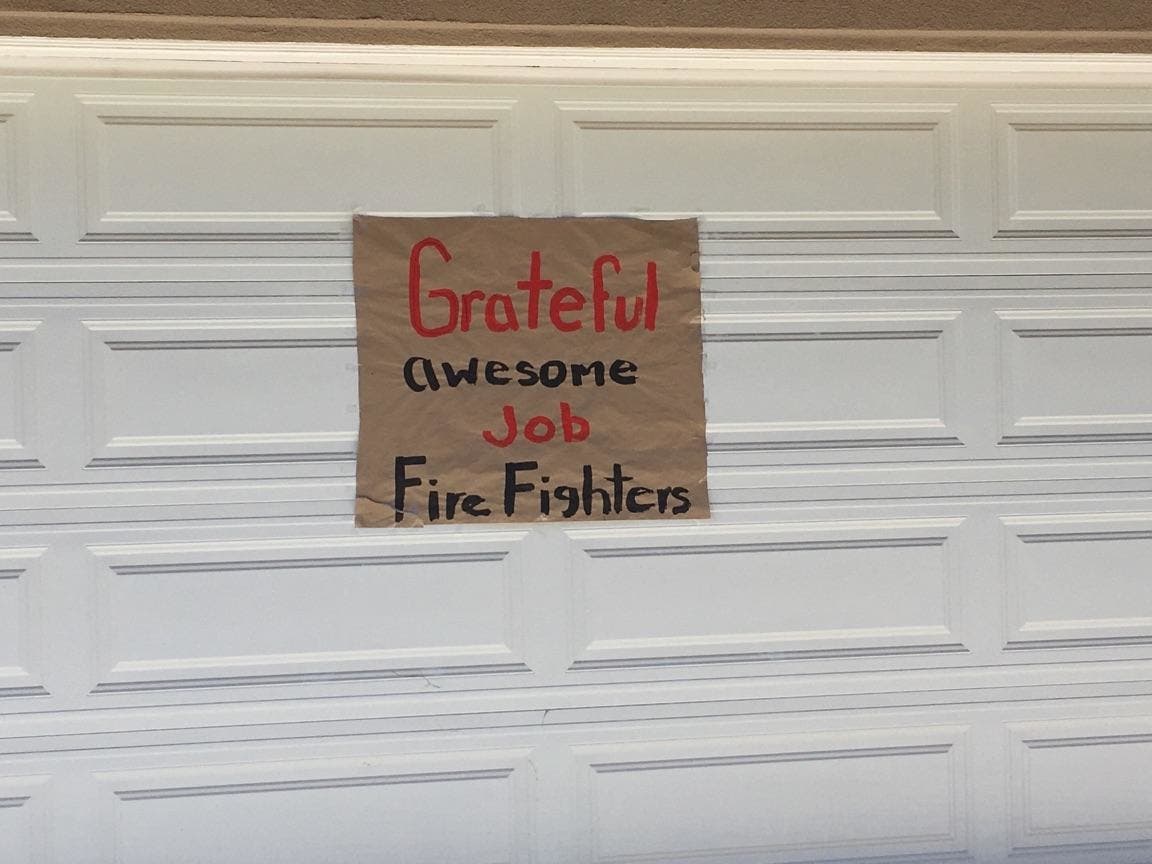 Grateful
awesome
Job
Fire Fighters